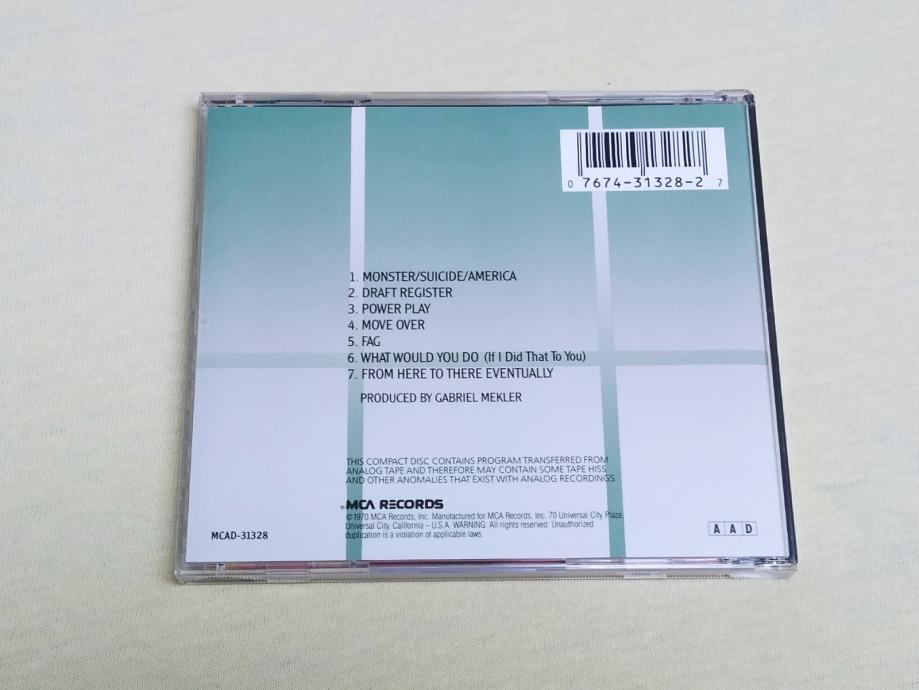 0 7674-31328-2 7
1. MONSTER/SUICIDE/AMERICA
2. DRAFT REGISTER
3. POWER PLAY
4. MOVE OVER
5. FAG
6. WHAT WOULD YOU DO (If I Did That To You)
7. FROM HERE TO THERE EVENTUALLY
PRODUCED BY GABRIEL MEKLER
THIS COMPACT DISC CONTAINS PROGRAM TRANSFERRED FROM
ANALOG TAPE AND THEREFORE MAY CONTAIN SOME TAPE HISS
AND OTHER ANOMALIES THAT EXIST WITH ANALOG RECORDINGS.
MCA RECORDS
©1970 MCA Records, Inc. Manufactured for MCA Records, Inc. 70 Universal City Plaza,
Universal City, California – U.S.A. WARNING: All rights reserved. Unauthorized
duplication is a violation of applicable laws.
MCAD-31328
A A D